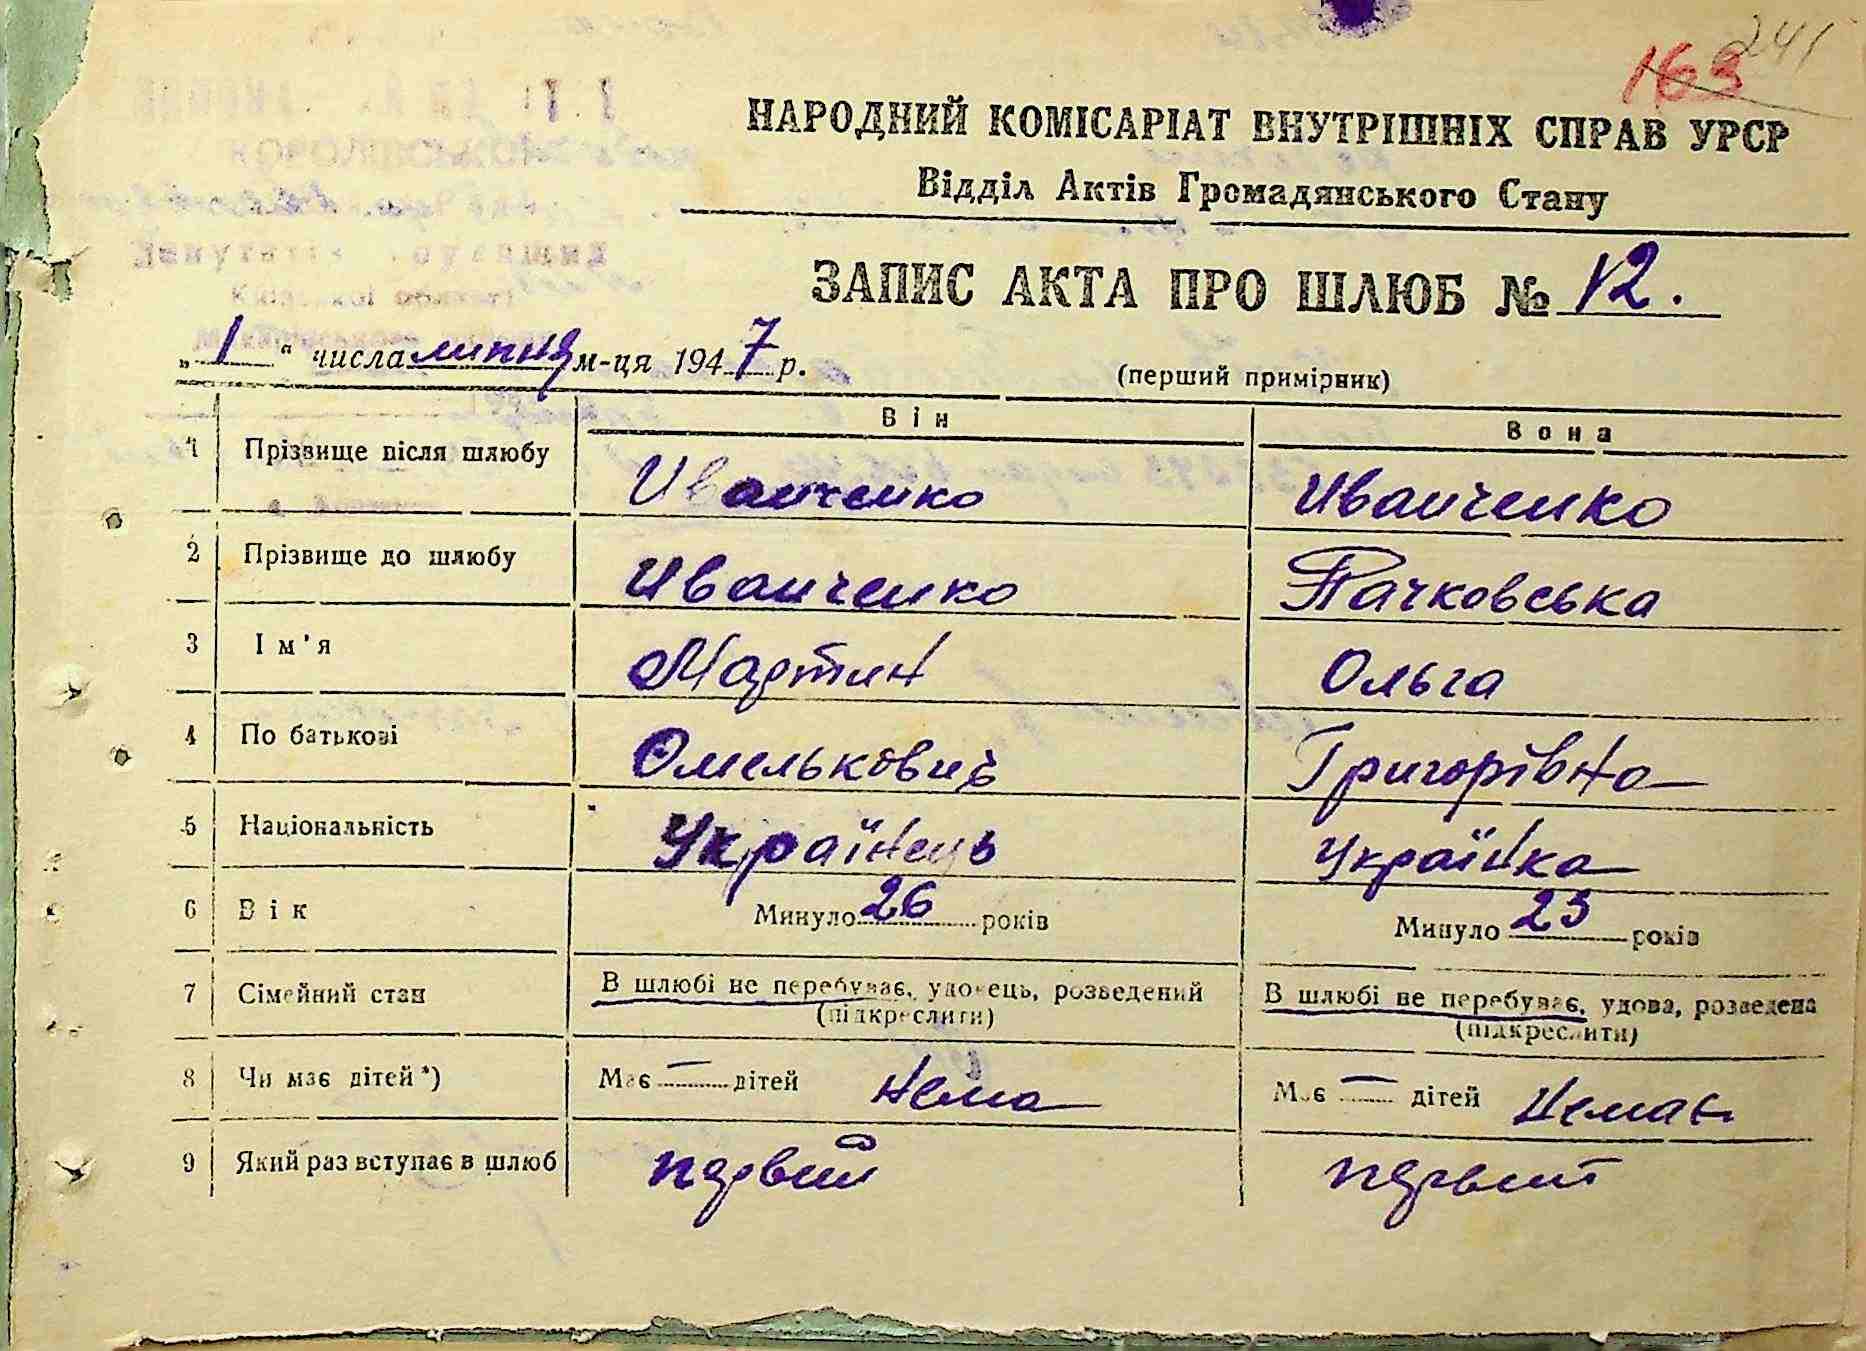 241
163
НАРОДНИЙ КОМІСАРІАТ ВНУТРІШНІХ СПРАВ УРСР
Відділ Актів Громадянського Стану
ЗАПИС АКТА ПРО ШЛЮБ № 12.
„1“ числа липня м-ця 1947 р.
(перший примірник)
Він Вона
1 Прізвище після шлюбу Иванченко Иванченко
2 Прізвище до шлюбу Иванченко Пачковська
3 Ім'я Мартин Ольга
4 По батькові Омелькович Григорівна
5 Національність Українець Українка
6 Вік Минуло 26 років Минуло 23 років
7 Сімейний стан В шлюбі не перебуває, удовець, розведений В шлюбі не перебуває, удова, розведена
(підкреслити) (підкреслити)
8 Чи має дітей*) Має — дітей Нема Має — дітей Немає
9 Який раз вступає в шлюб первий первий